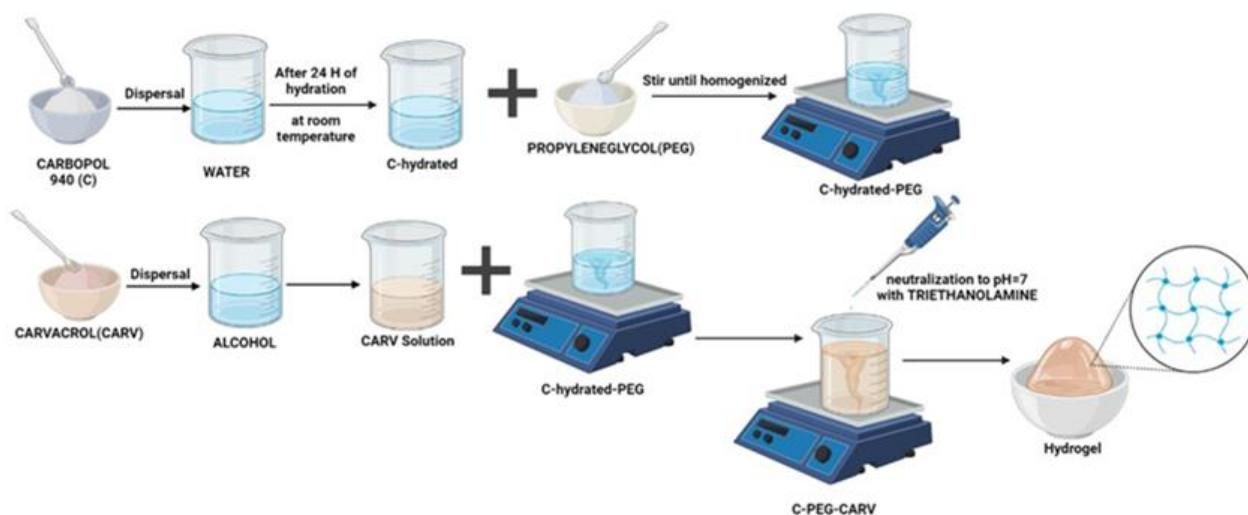 Dispersal
After 24 H of
hydration
at room
temperature
Stir until homogenized
CARBOPOL
940 (C)
WATER
C-hydrated
PROPYLENEGLYCOL(PEG)
C-hydrated-PEG
Dispersal
neutralization to pH=7
with TRIETHANOLAMINE
CARVACROL(CARV)
ALCOHOL
CARV Solution
C-hydrated-PEG
C-PEG-CARV
Hydrogel